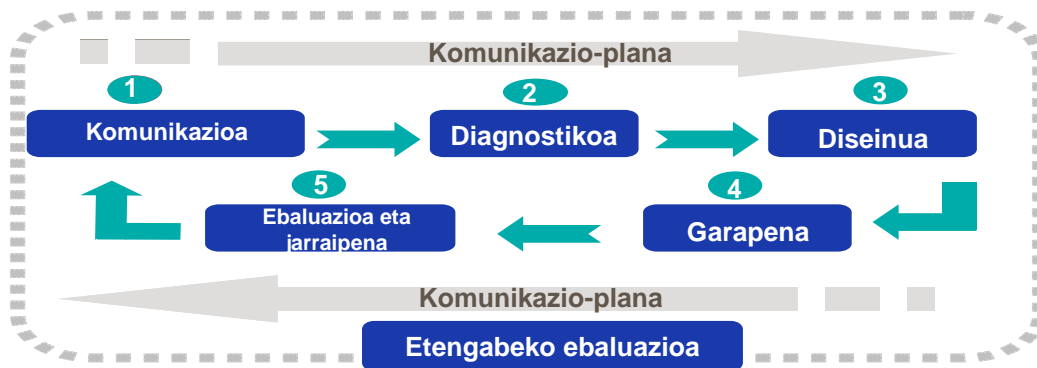 Komunikazio-plana
1
2
3
Komunikazioa
Diagnostikoa
Diseinua
5
4
Ebaluazioa eta
jarraipena
Garapena
Komunikazio-plana
Etengabeko ebaluazioa